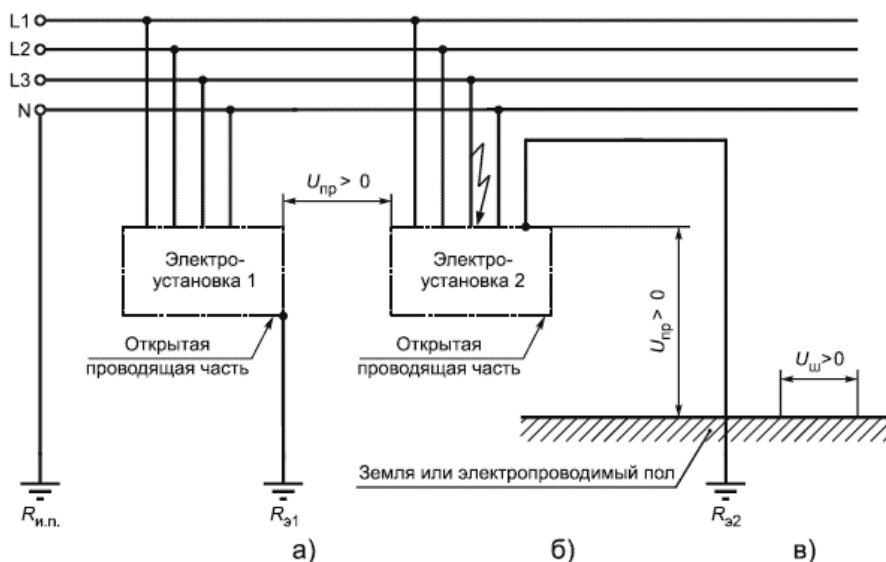 L1
L2
L3
N
Uпр > 0
Электро-
установка 1
Электро-
установка 2
Uпр > 0
Открытая
проводящая часть
Открытая
проводящая часть
Uш>0
Земля или электропроводимый пол
Rи.п.
Rэ1
Rэ2
а)
б)
в)